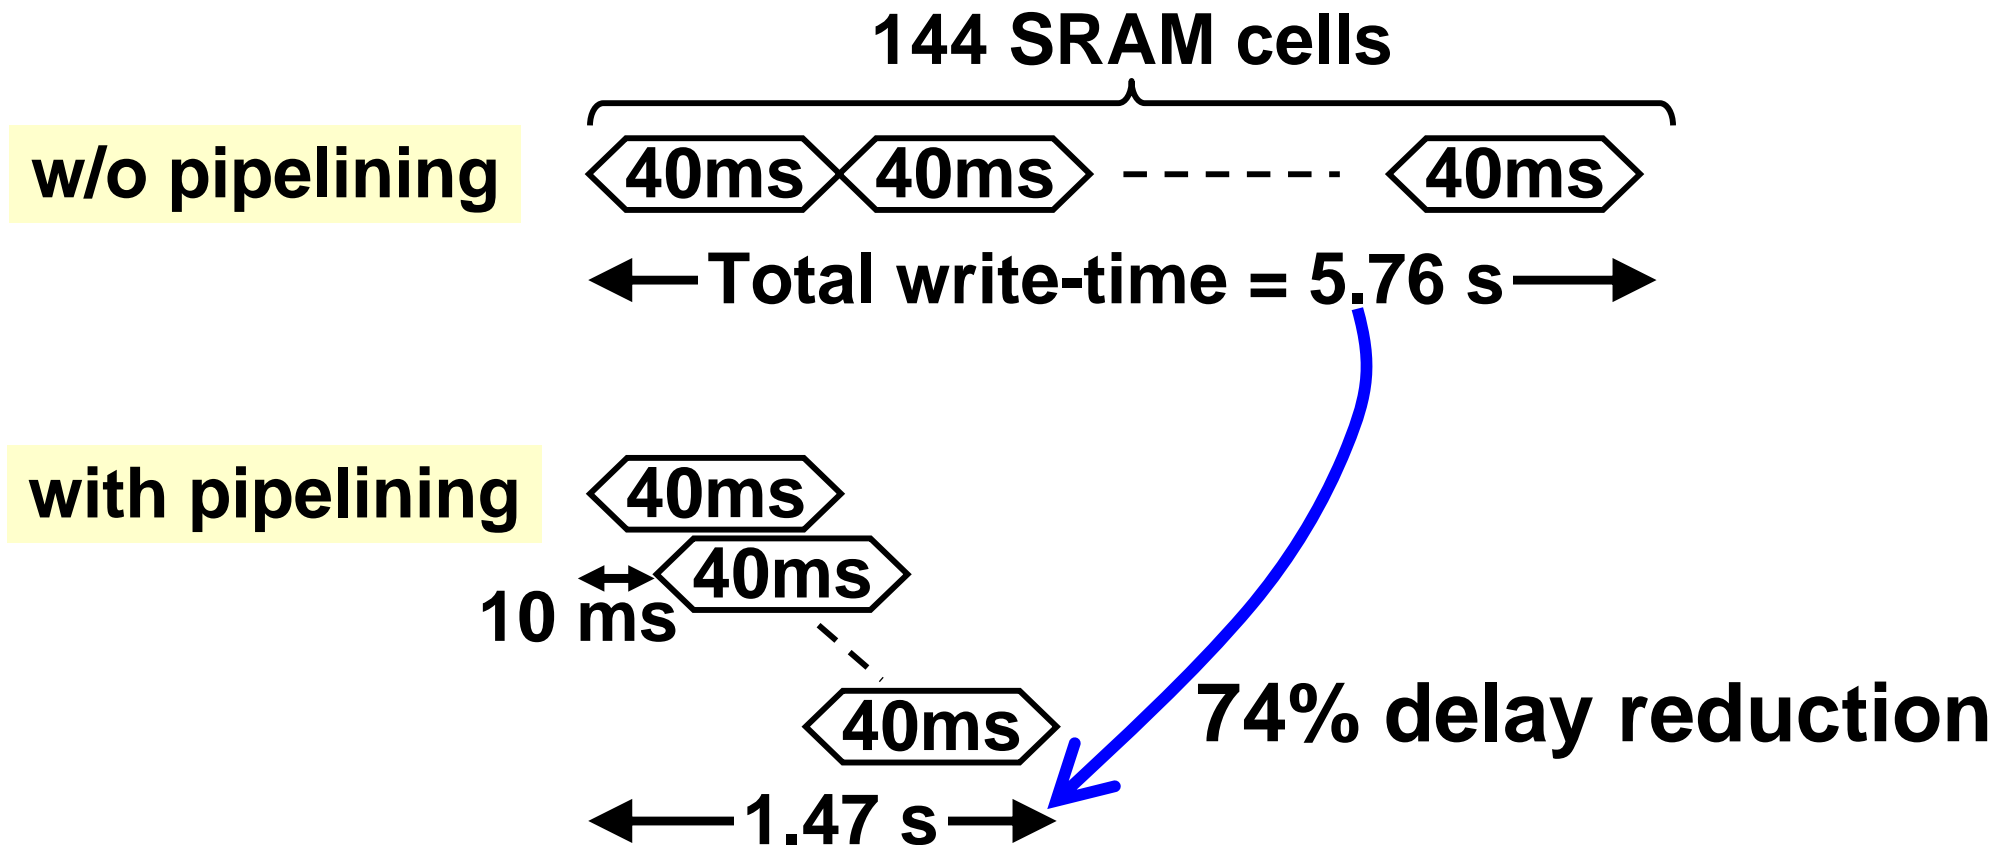 144 SRAM cells
w/o pipelining
40ms 40ms 40ms
Total write-time = 5.76 s
with pipelining
40ms
40ms
10 ms
40ms
74% delay reduction
1.47 s